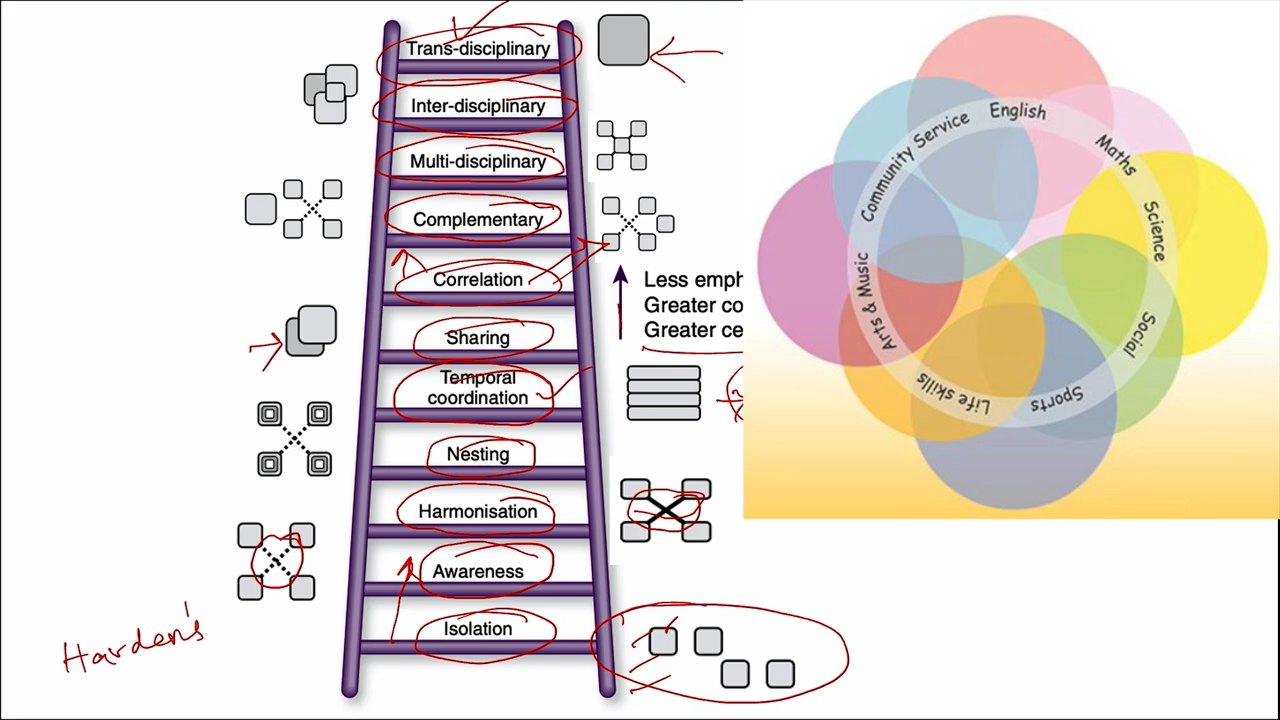 Trans-disciplinary
Inter-disciplinary
Multi-disciplinary
Complementary
Correlation
Sharing
Temporal
coordination
Nesting
Harmonisation
Awareness
Isolation
Less emph
Greater co
Greater ce
Harden's
English
Maths
Science
Social
Sports
Life skills
Arts & Music
Community Service